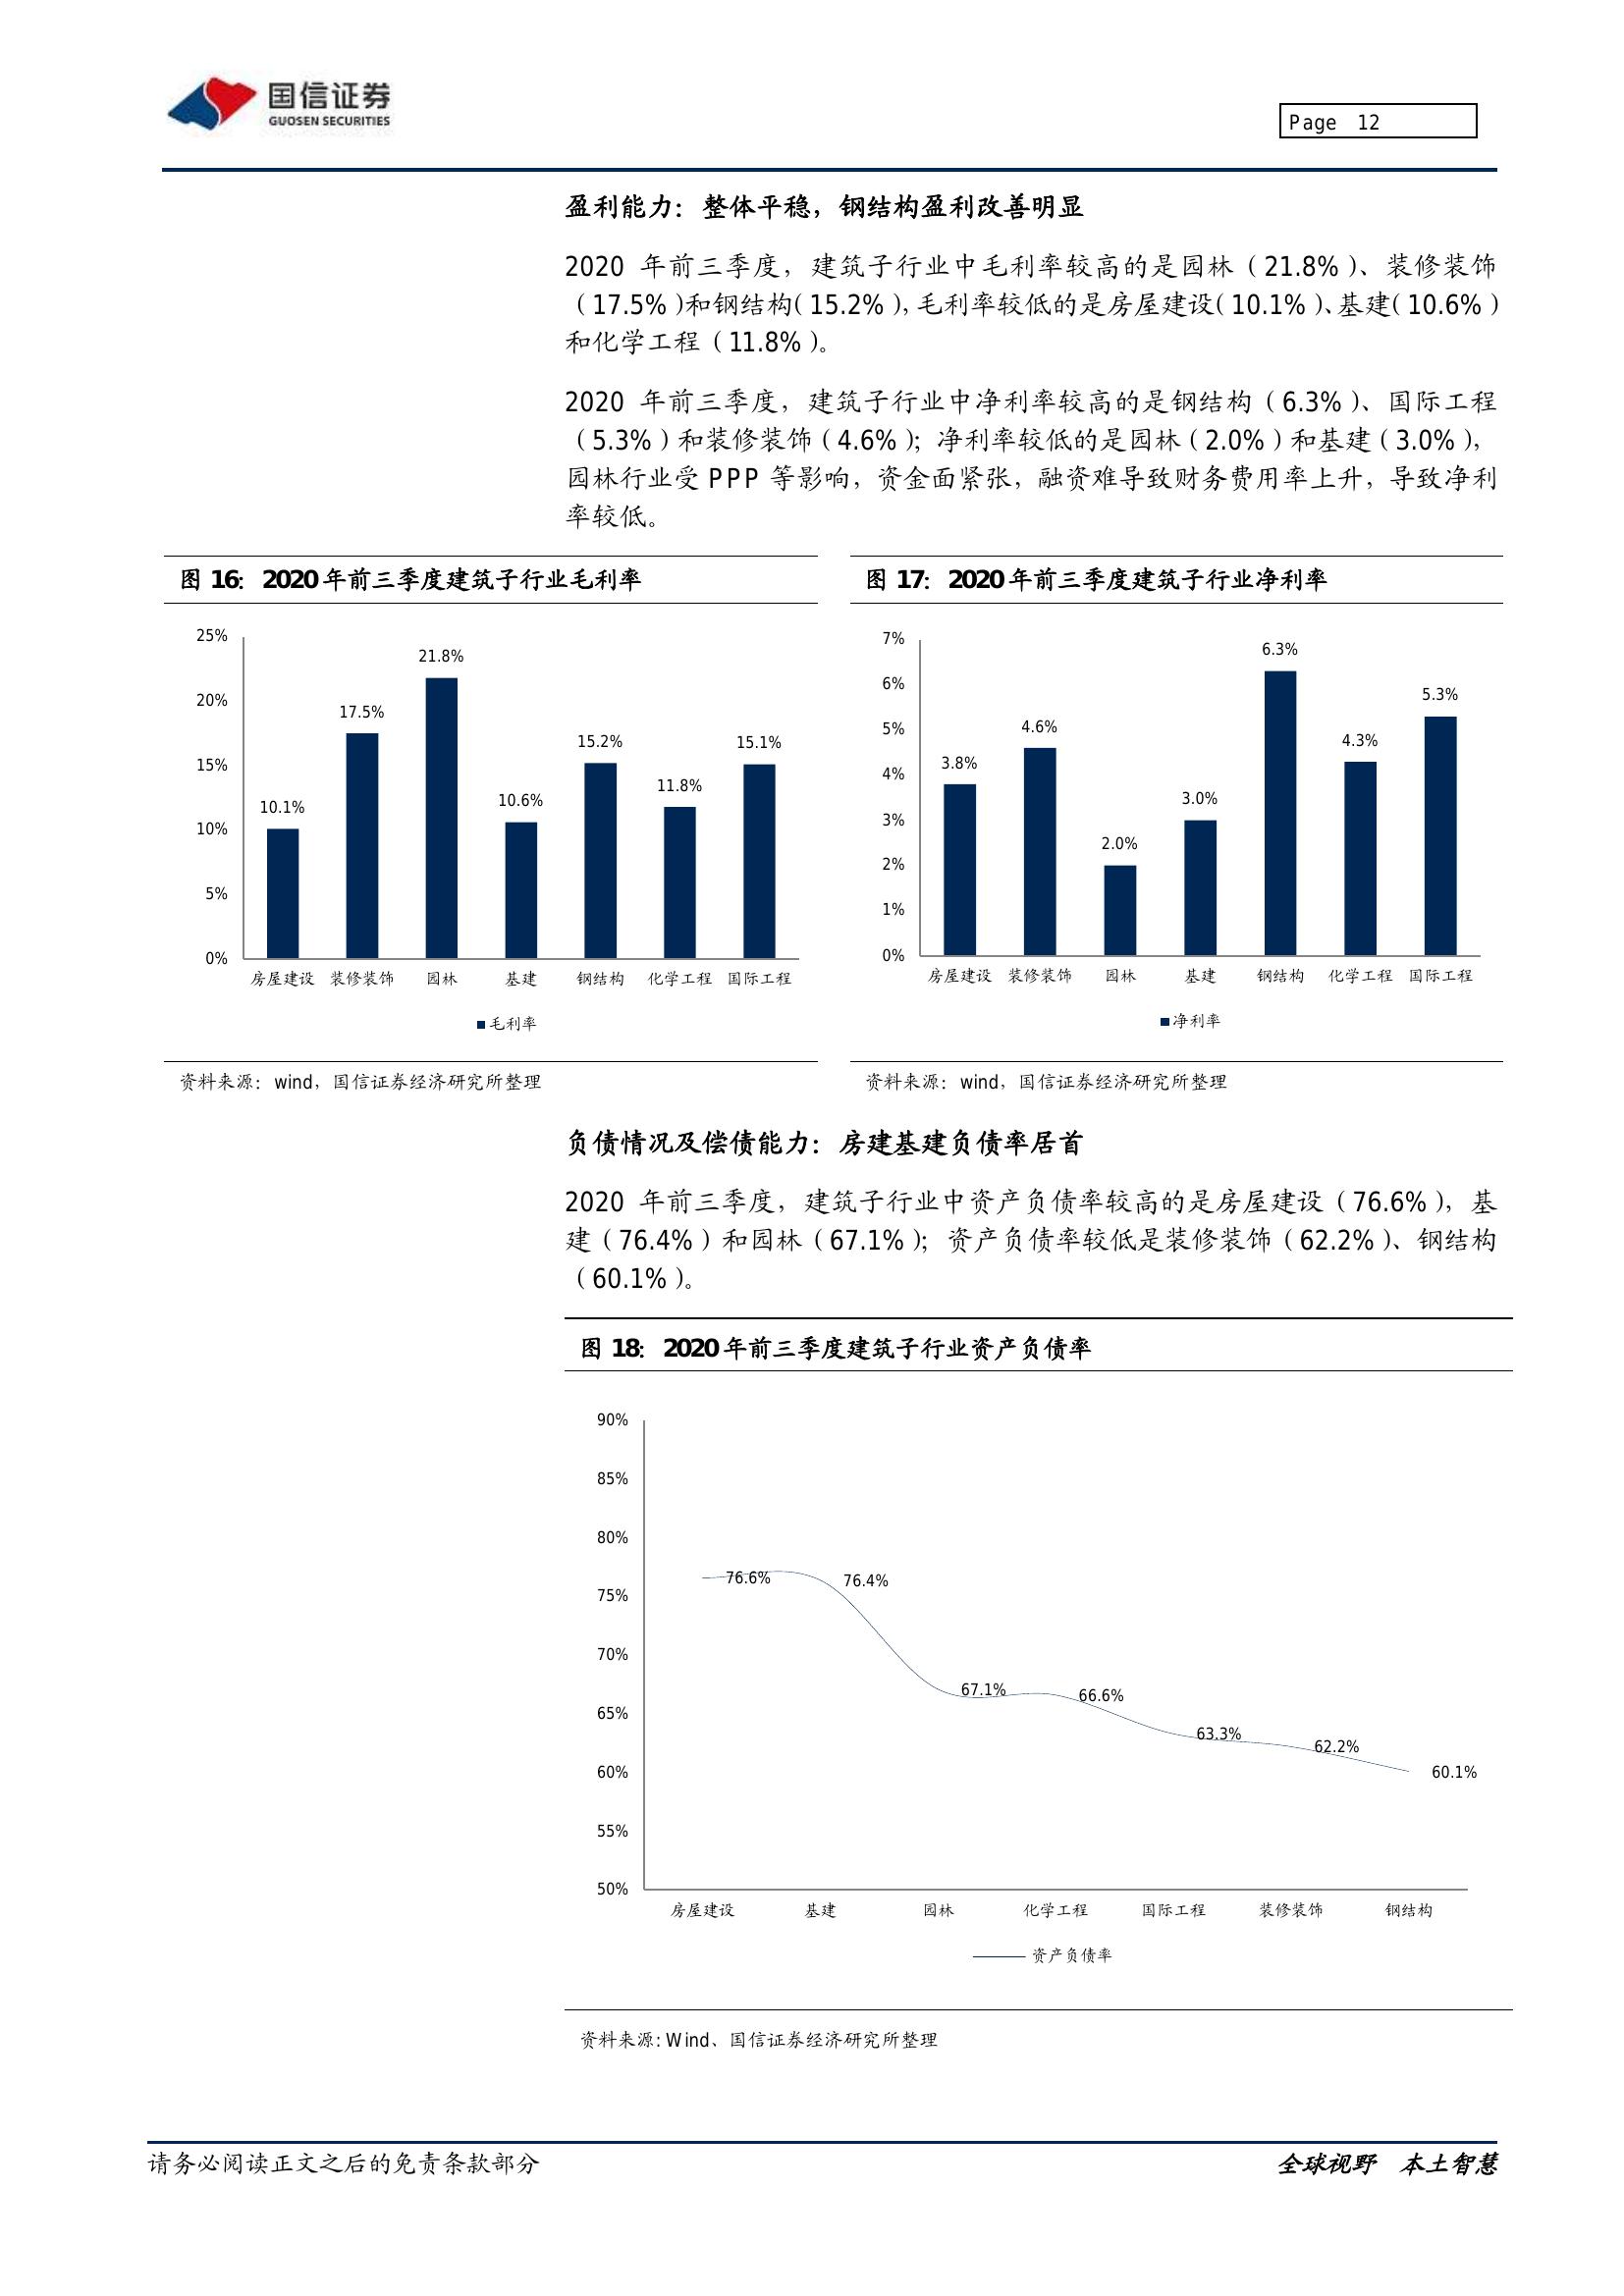 国信证券
GUOSEN SECURITIES
Page 12
盈利能力：整体平稳，钢结构盈利改善明显
2020 年前三季度，建筑子行业中毛利率较高的是园林（21.8%）、装修装饰
（17.5%）和钢结构（15.2%），毛利率较低的是房屋建设（10.1%）、基建（10.6%）
和化学工程（11.8%）。
2020 年前三季度，建筑子行业中净利率较高的是钢结构（6.3%）、国际工程
（5.3%）和装修装饰（4.6%）；净利率较低的是园林（2.0%）和基建（3.0%），
园林行业受 PPP 等影响，资金面紧张，融资难导致财务费用率上升，导致净利
率较低。
图 16： 2020 年前三季度建筑子行业毛利率
25%
20%
15%
10%
5%
0%
10.1%
17.5%
21.8%
10.6%
15.2%
11.8%
15.1%
房屋建设 装修装饰 园林 基建 钢结构 化学工程 国际工程
毛利率
资料来源：wind，国信证券经济研究所整理
图 17： 2020 年前三季度建筑子行业净利率
7%
6%
5%
4%
3%
2%
1%
0%
3.8%
4.6%
2.0%
3.0%
6.3%
4.3%
5.3%
房屋建设 装修装饰 园林 基建 钢结构 化学工程 国际工程
净利率
资料来源：wind，国信证券经济研究所整理
负债情况及偿债能力：房建基建负债率居首
2020 年前三季度，建筑子行业中资产负债率较高的是房屋建设（76.6%），基
建（76.4%）和园林（67.1%）；资产负债率较低是装修装饰（62.2%）、钢结构
（60.1%）。
图 18： 2020 年前三季度建筑子行业资产负债率
90%
85%
80%
75%
70%
65%
60%
55%
50%
76.6%
76.4%
67.1%
66.6%
63.3%
62.2%
60.1%
房屋建设 基建 园林 化学工程 国际工程 装修装饰 钢结构
资产负债率
资料来源: Wind、国信证券经济研究所整理
请务必阅读正文之后的免责条款部分
全球视野 本土智慧